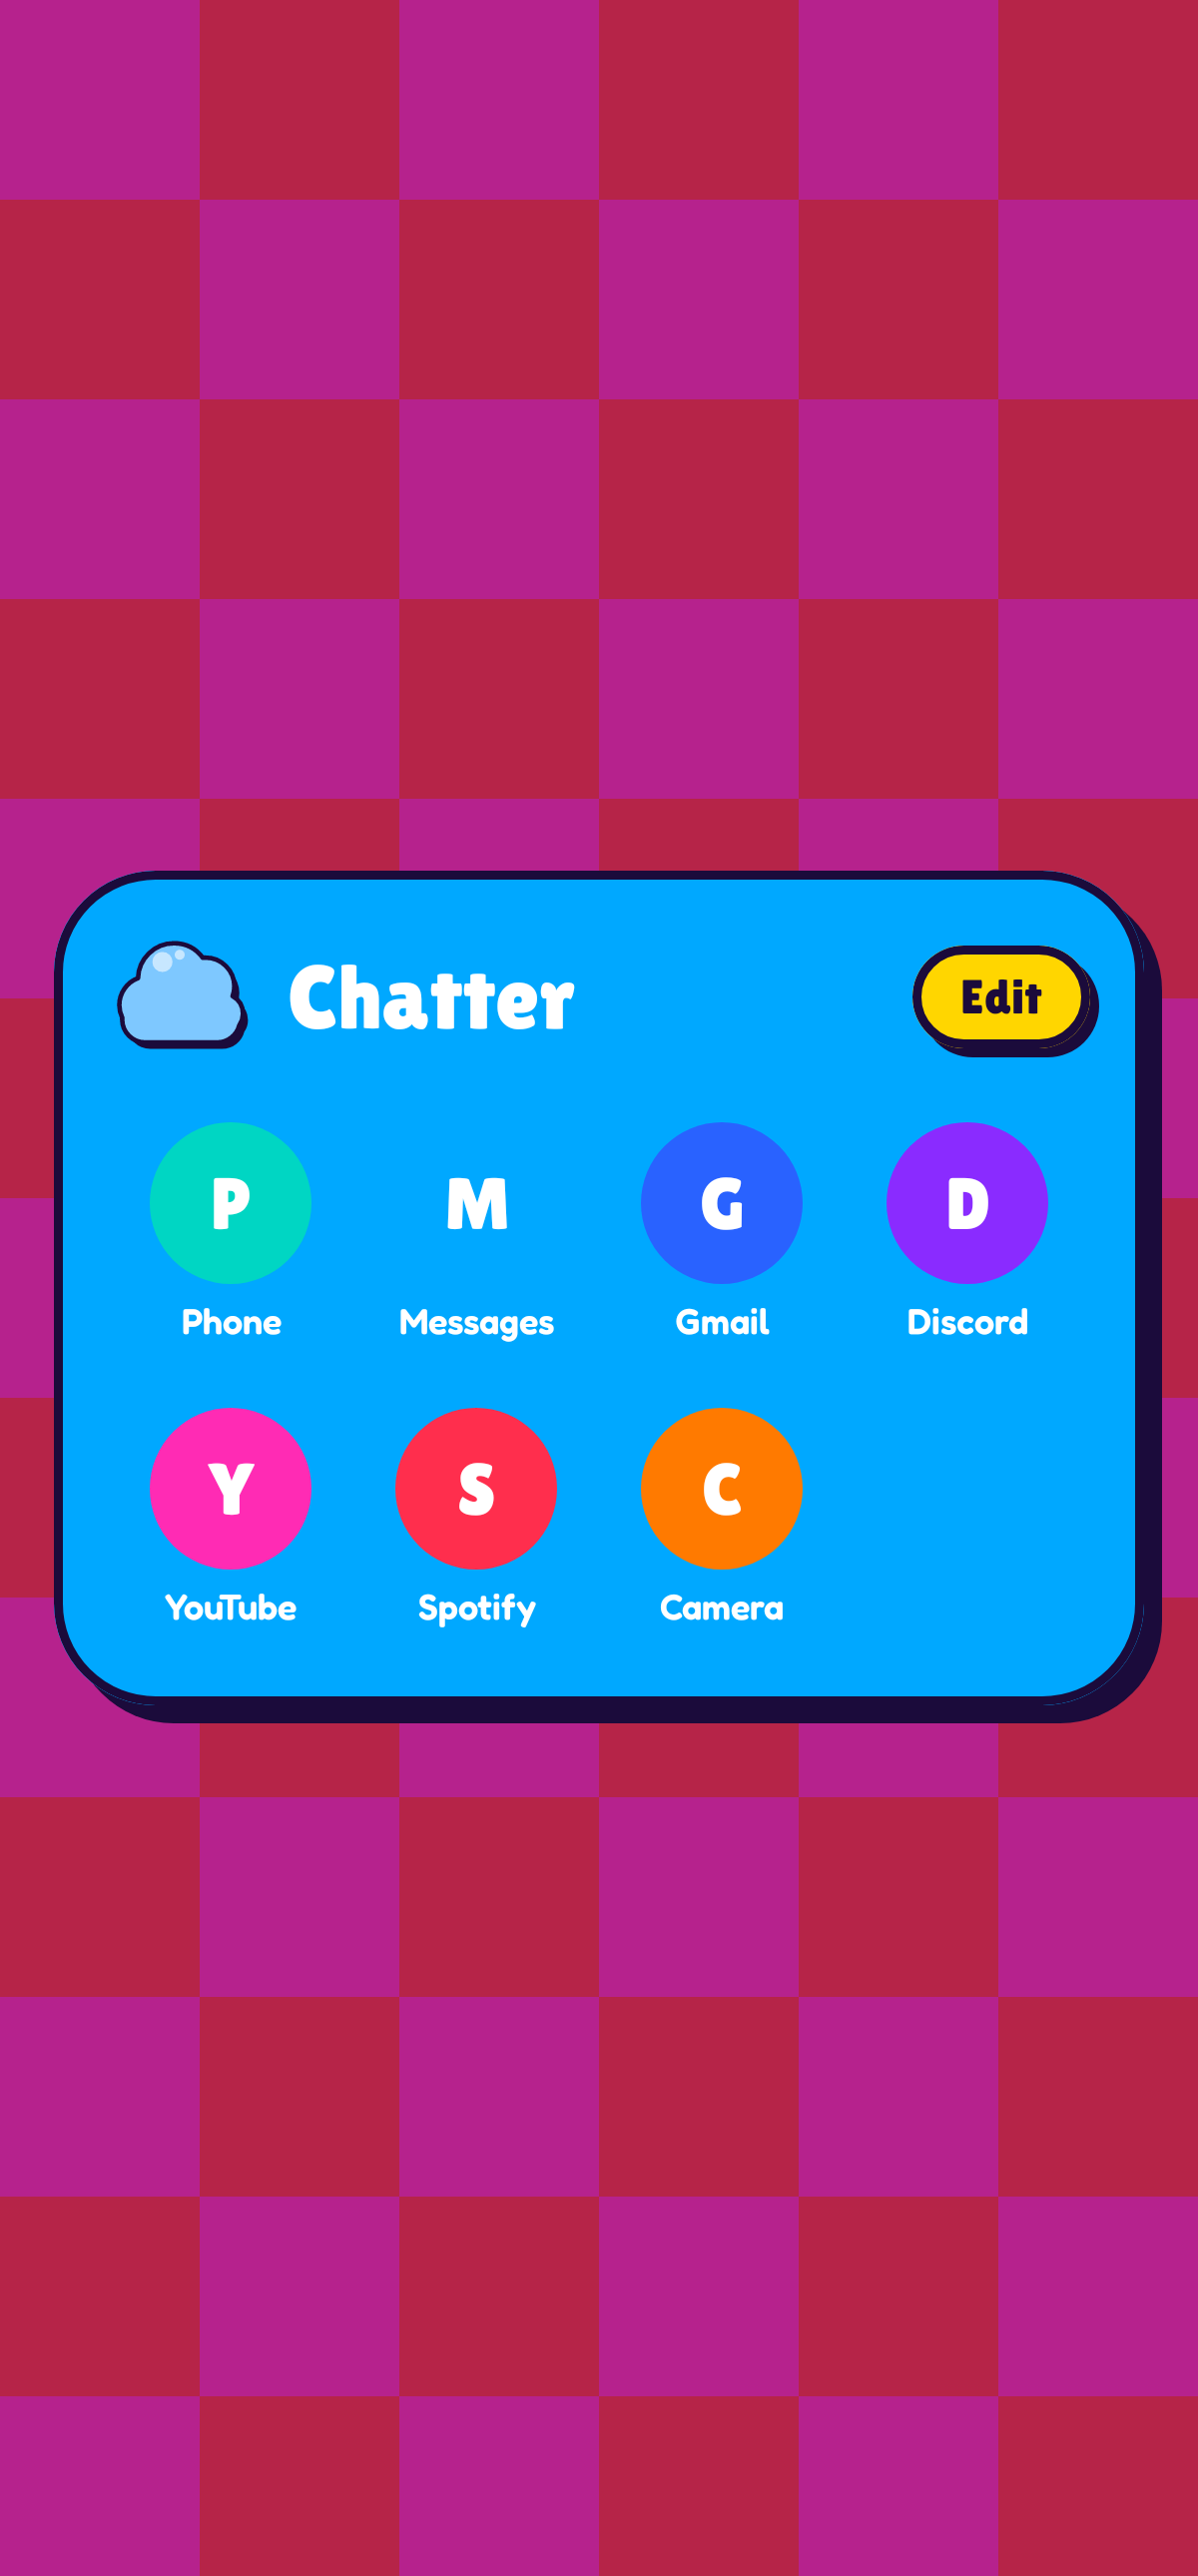 Chatter
Edit
P
M
G
D
Phone
Messages
Gmail
Discord
Y
S
C
YouTube
Spotify
Camera